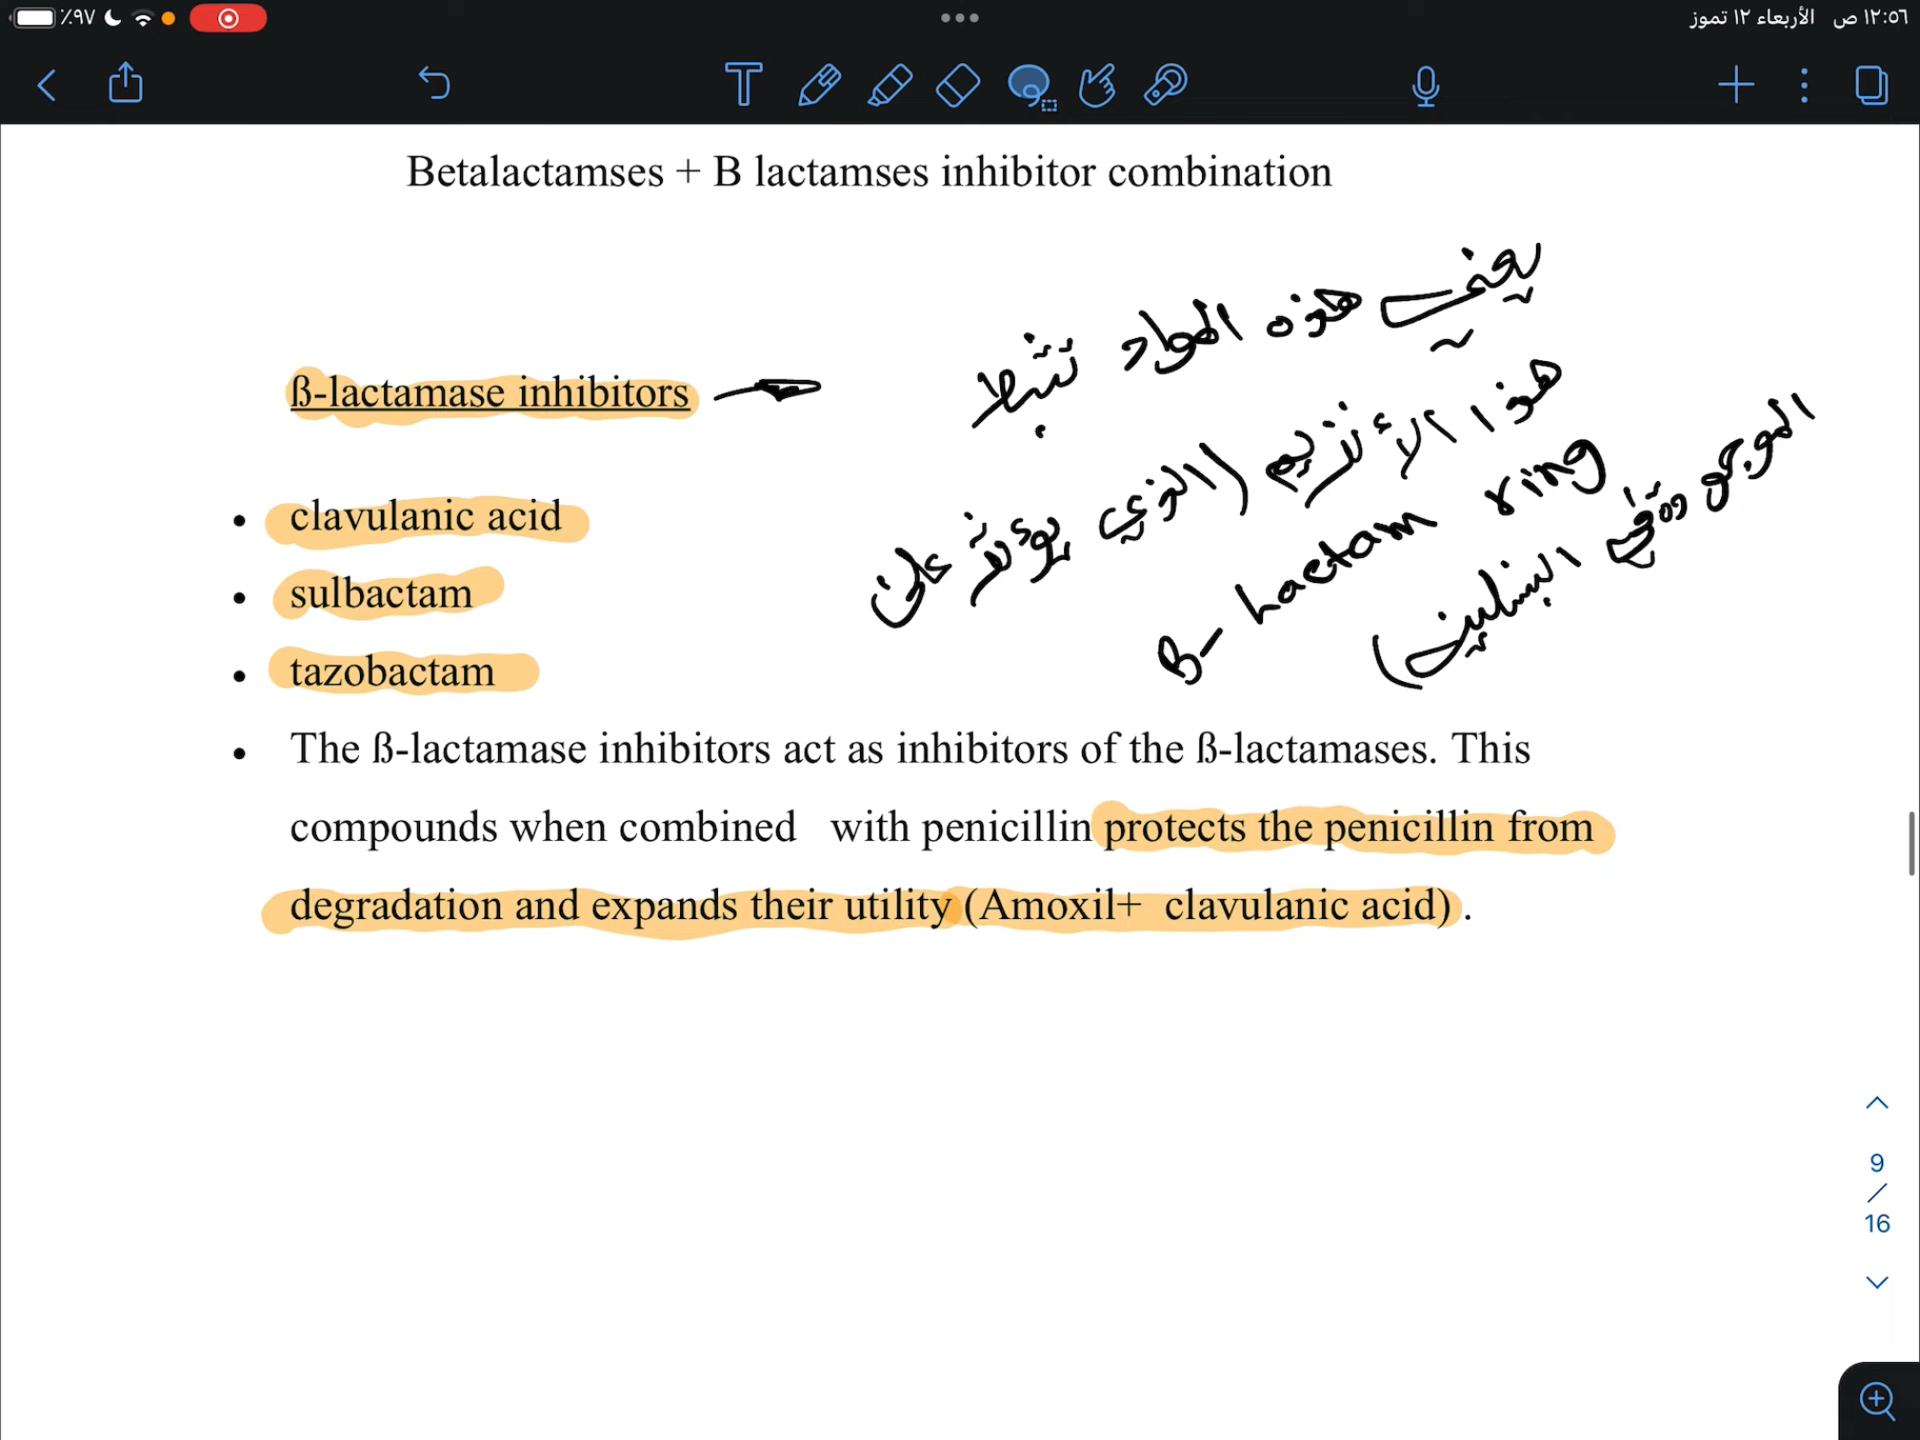 ٪٩٧
١٢:٥٦ ص الأربعاء ١٢ تموز
Betalactamses + B lactamses inhibitor combination
يعني هذه المواد تثبط
هذا الأنزيم (الذي يؤثر على
B- Lactam ring
الموجودة في البنسلين)
ß-lactamase inhibitors
• clavulanic acid
• sulbactam
• tazobactam
• The ß-lactamase inhibitors act as inhibitors of the ß-lactamases. This
compounds when combined with penicillin protects the penicillin from
degradation and expands their utility (Amoxil+ clavulanic acid) .
9
/
16